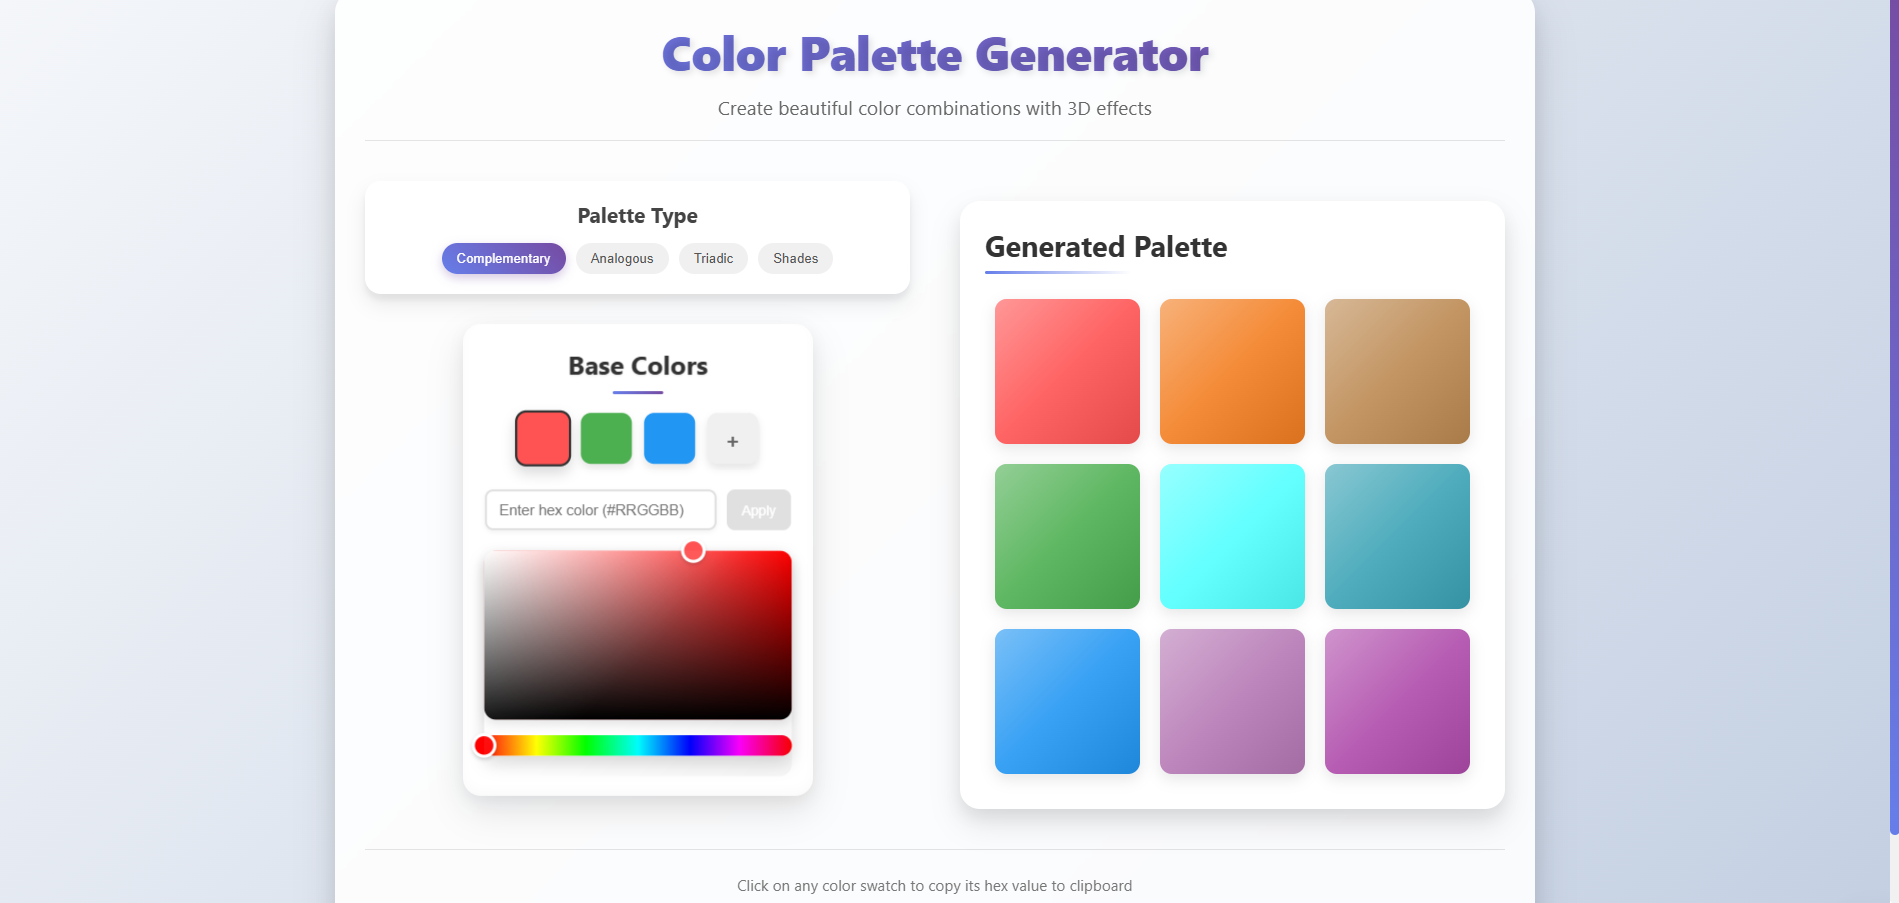 Color Palette Generator
Create beautiful color combinations with 3D effects
Palette Type
Complementary Analogous Triadic Shades
Base Colors
+
Enter hex color (#RRGGBB) Apply
Generated Palette
Click on any color swatch to copy its hex value to clipboard